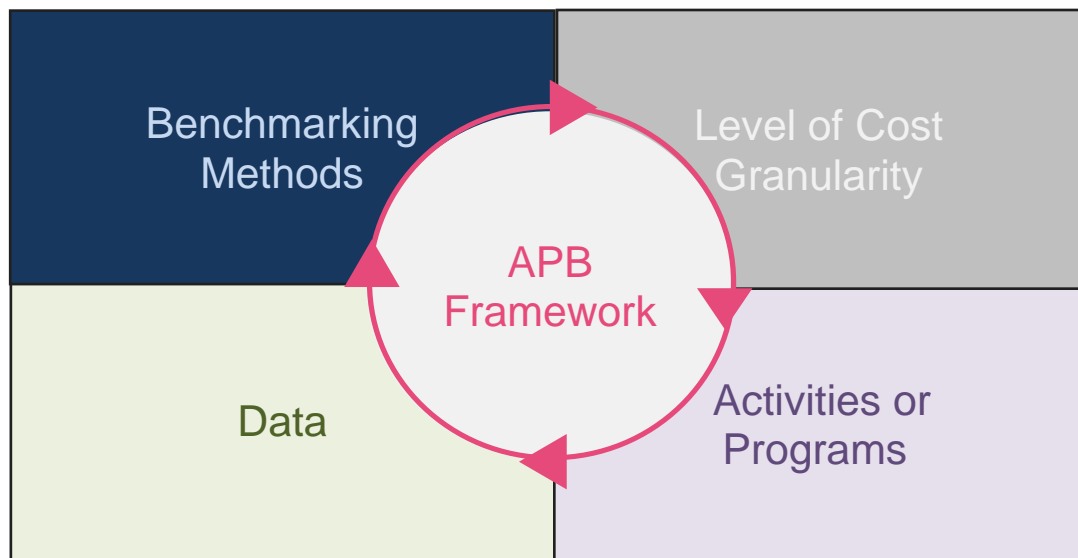 Benchmarking
Methods
Level of Cost
Granularity
APB
Framework
Data
Activities or
Programs